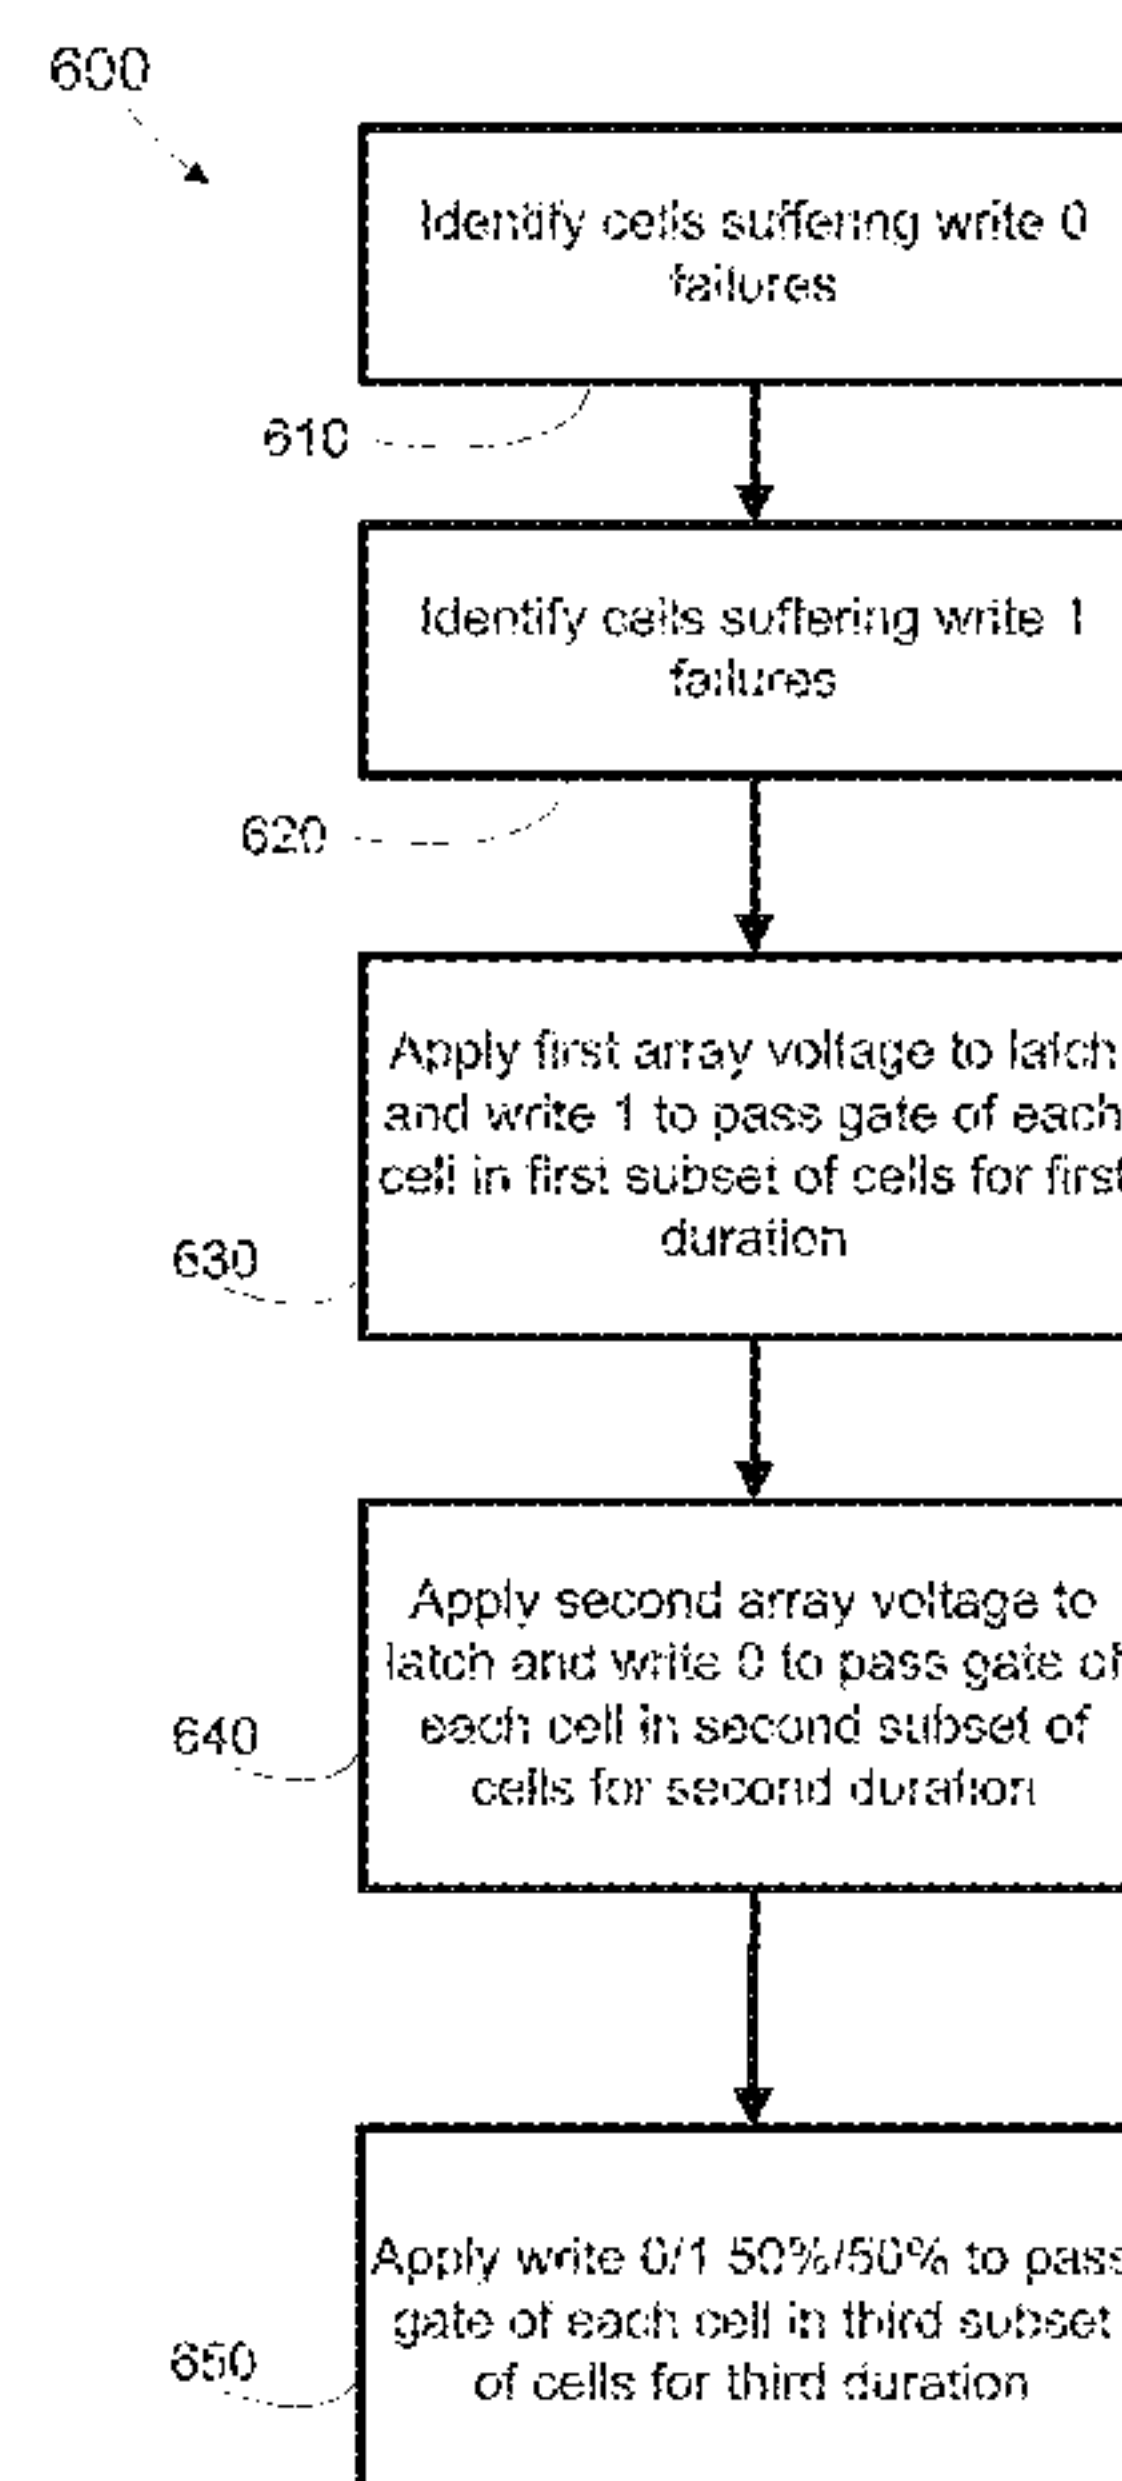 600
Identify cells suffering write 0
failures
610
Identify cells suffering write 1
failures
620
Apply first array voltage to latch
and write 1 to pass gate of each
cell in first subset of cells for first
duration
630
Apply second array voltage to
latch and write 0 to pass gate of
each cell in second subset of
cells for second duration
640
Apply write 0/1 50%/50% to pass
gate of each cell in third subset
of cells for third duration
650